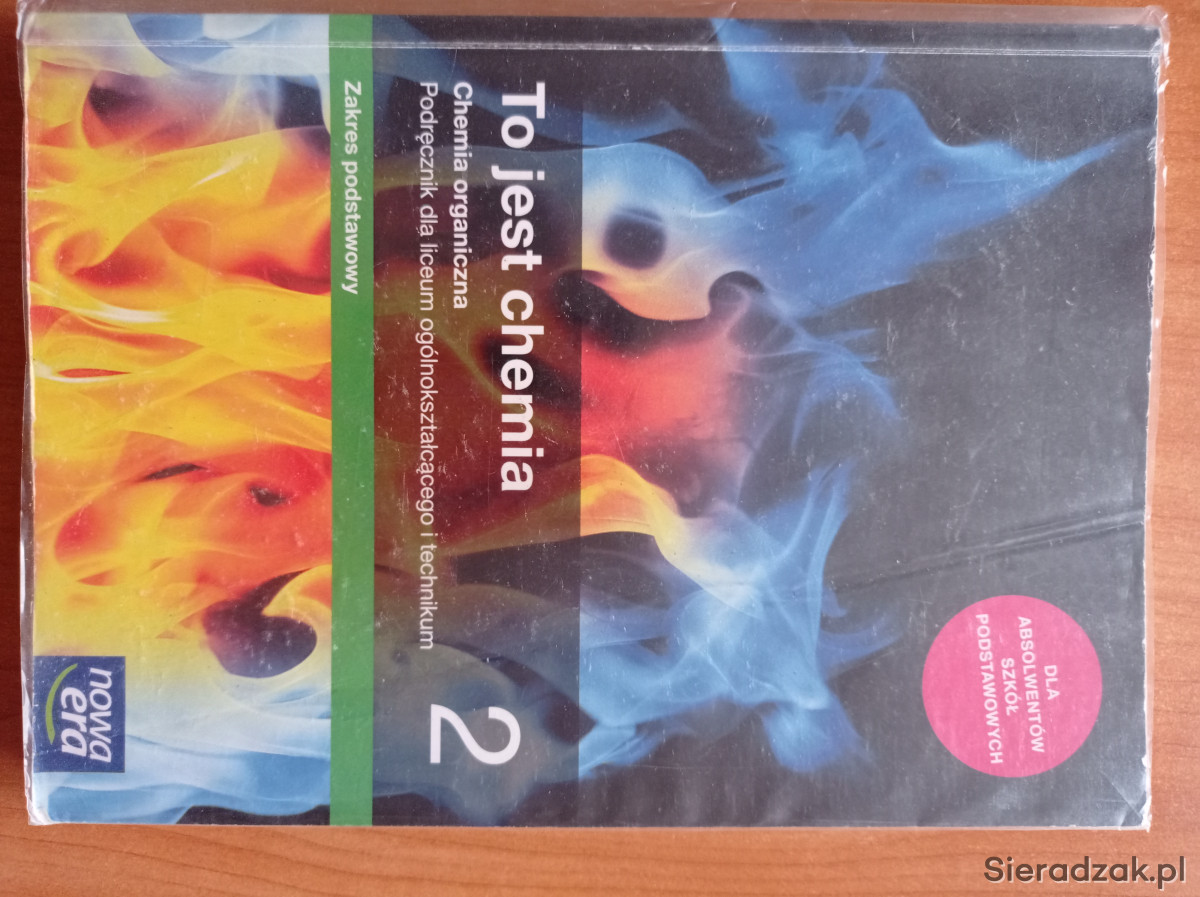 DLA
ABSOLWENTÓW
SZKÓŁ
PODSTAWOWYCH
To jest chemia
2
Chemia organiczna
Podręcznik dla liceum ogólnokształcącego i technikum
Zakres podstawowy
nowa
era
Sieradzak.pl